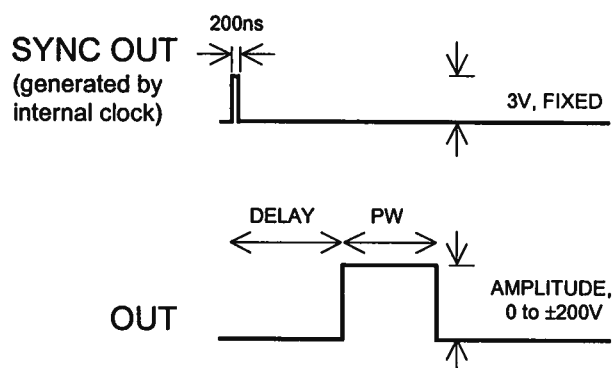 200ns
SYNC OUT
(generated by
internal clock)
3V, FIXED
DELAY
PW
AMPLITUDE,
0 to ±200V
OUT